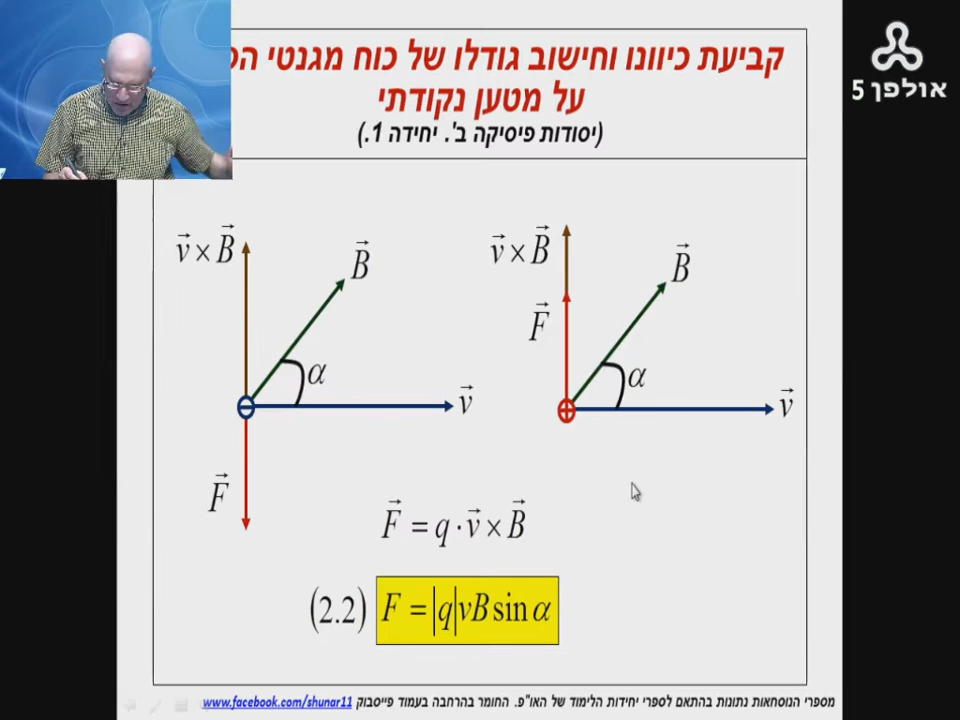 קביעת כיוונו וחישוב גודלו של כוח מגנטי
על מטען נקודתי
(יסודות פיסיקה ב'. יחידה 1.)
אולפן 5
v × B
B
α
v
F
v × B
B
F
α
v
F = q · v × B
(2.2) F = |q|vB sin α
מספרי הנוסחאות נתונות בהתאם לספרי יחידות הלימוד של האו"פ. החומר בהרחבה בעמוד פייסבוק www.facebook.com/shunar11